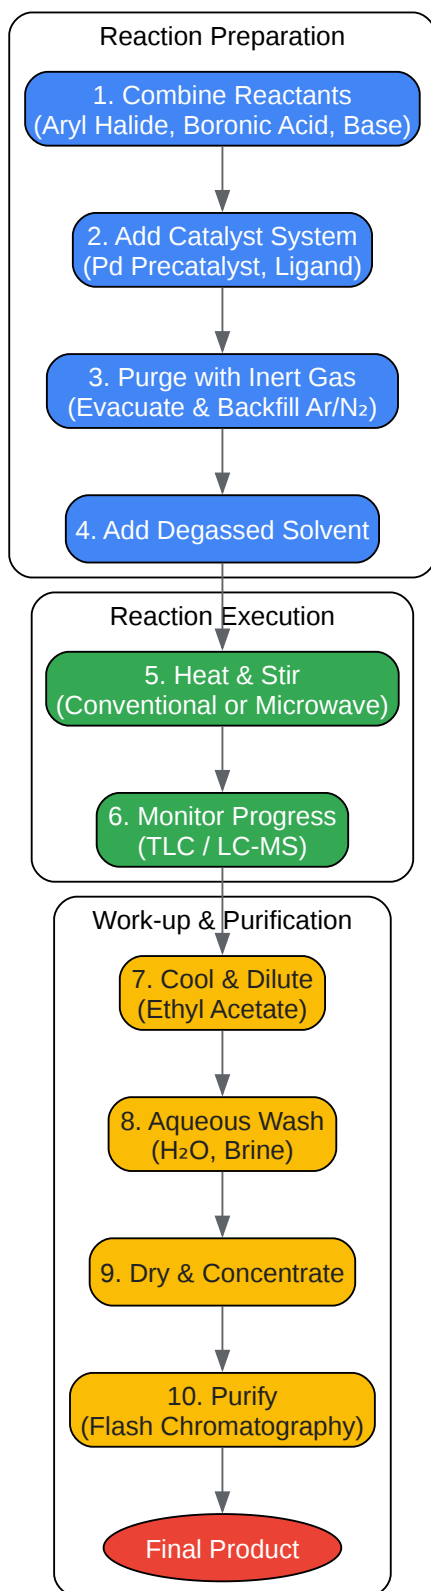 Reaction Preparation
1. Combine Reactants
(Aryl Halide, Boronic Acid, Base)
2. Add Catalyst System
(Pd Precatalyst, Ligand)
3. Purge with Inert Gas
(Evacuate & Backfill Ar/N₂)
4. Add Degassed Solvent
Reaction Execution
5. Heat & Stir
(Conventional or Microwave)
6. Monitor Progress
(TLC / LC-MS)
Work-up & Purification
7. Cool & Dilute
(Ethyl Acetate)
8. Aqueous Wash
(H₂O, Brine)
9. Dry & Concentrate
10. Purify
(Flash Chromatography)
Final Product